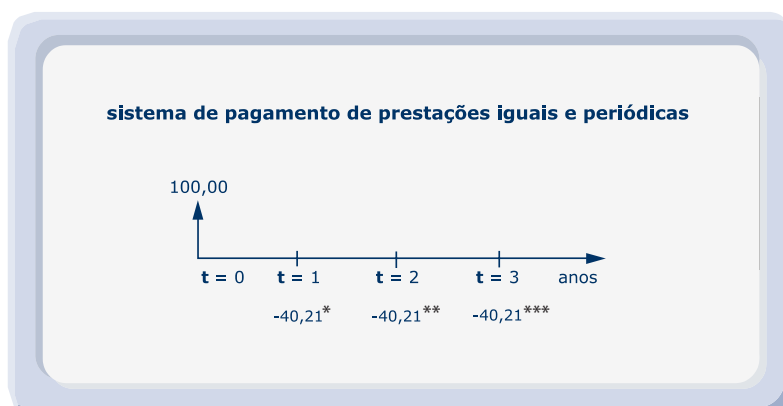 sistema de pagamento de prestações iguais e periódicas
100,00
t = 0 t = 1 t = 2 t = 3 anos
-40,21* -40,21** -40,21***